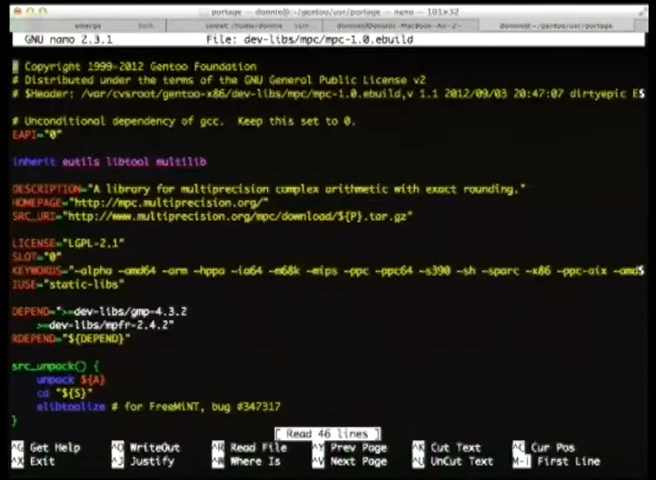 portage — donnie@~/gentoo/usr/portage — nano — 101×32
GNU nano 2.3.1 File: dev-libs/mpc/mpc-1.0.ebuild
# Copyright 1999-2012 Gentoo Foundation
# Distributed under the terms of the GNU General Public License v2
# $Header: /var/cvsroot/gentoo-x86/dev-libs/mpc/mpc-1.0.ebuild,v 1.1 2012/09/03 20:47:07 dirtyepic E$
# Unconditional dependency of gcc. Keep this set to 0.
EAPI="0"
inherit eutils libtool multilib
DESCRIPTION="A library for multiprecision complex arithmetic with exact rounding."
HOMEPAGE="http://mpc.multiprecision.org/"
SRC_URI="http://www.multiprecision.org/mpc/download/${P}.tar.gz"
LICENSE="LGPL-2.1"
SLOT="0"
KEYWORDS="~alpha ~amd64 ~arm ~hppa ~ia64 ~m68k ~mips ~ppc ~ppc64 ~s390 ~sh ~sparc ~x86 ~ppc-aix ~amd$
IUSE="static-libs"
DEPEND=">=dev-libs/gmp-4.3.2
>=dev-libs/mpfr-2.4.2"
RDEPEND="${DEPEND}"
src_unpack() {
unpack ${A}
cd "${S}"
elibtoolize # for FreeMiNT, bug #347317
}
[ Read 46 lines ]
^G Get Help ^O WriteOut ^R Read File ^Y Prev Page ^K Cut Text ^C Cur Pos
^X Exit ^J Justify ^W Where Is ^V Next Page ^U UnCut Text M-\ First Line